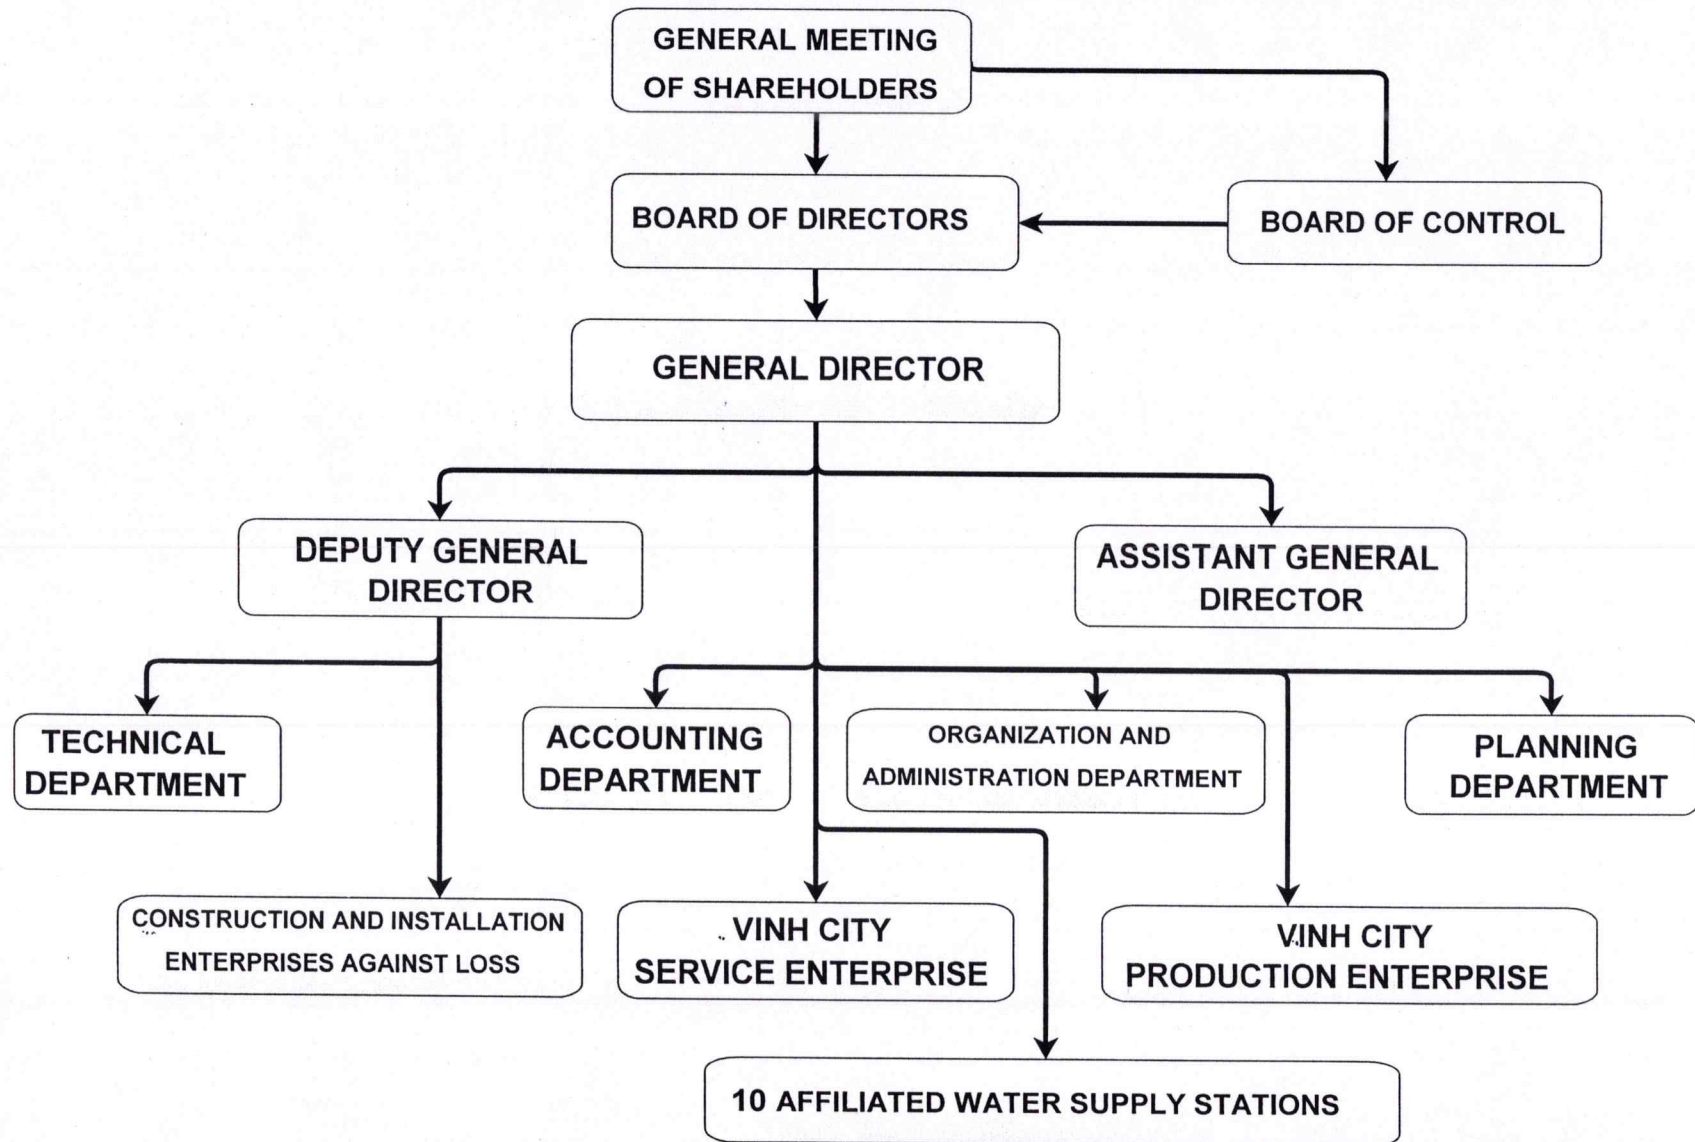 GENERAL MEETING
OF SHAREHOLDERS
BOARD OF DIRECTORS
BOARD OF CONTROL
GENERAL DIRECTOR
DEPUTY GENERAL
DIRECTOR
ASSISTANT GENERAL
DIRECTOR
TECHNICAL
DEPARTMENT
ACCOUNTING
DEPARTMENT
ORGANIZATION AND
ADMINISTRATION DEPARTMENT
PLANNING
DEPARTMENT
CONSTRUCTION AND INSTALLATION
ENTERPRISES AGAINST LOSS
VINH CITY
SERVICE ENTERPRISE
VINH CITY
PRODUCTION ENTERPRISE
10 AFFILIATED WATER SUPPLY STATIONS